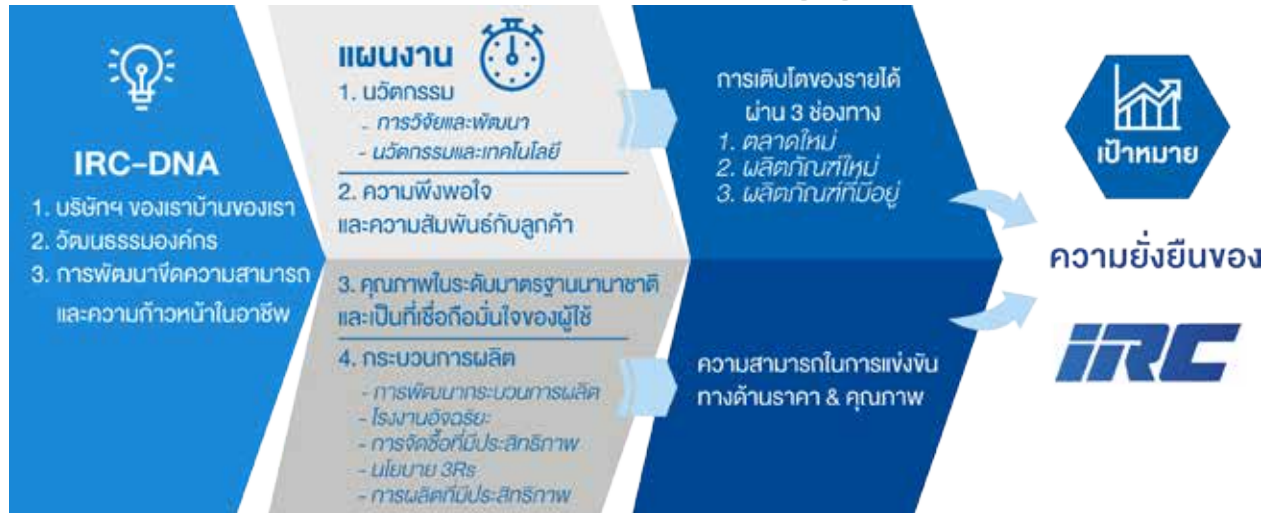 IRC-DNA
1. บริษัทฯ ของเราบ้านของเรา
2. วัฒนธรรมองค์กร
3. การพัฒนาขีดความสามารถ
และความก้าวหน้าในอาชีพ
แผนงาน
1. นวัตกรรม
- การวิจัยและพัฒนา
- นวัตกรรมและเทคโนโลยี
2. ความพึงพอใจ
และความสัมพันธ์กับลูกค้า
3. คุณภาพในระดับมาตรฐานนานาชาติ
และเป็นที่เชื่อถือมั่นใจของผู้ใช้
4. กระบวนการผลิต
- การพัฒนากระบวนการผลิต
- โรงงานอัจฉริยะ
- การจัดซื้อที่มีประสิทธิภาพ
- นโยบาย 3Rs
- การผลิตที่มีประสิทธิภาพ
การเติบโตของรายได้
ผ่าน 3 ช่องทาง
1. ตลาดใหม่
2. ผลิตภัณฑ์ใหม่
3. ผลิตภัณฑ์ที่มีอยู่
ความสามารถในการแข่งขัน
ทางด้านราคา & คุณภาพ
เป้าหมาย
ความยั่งยืนของ
IRC